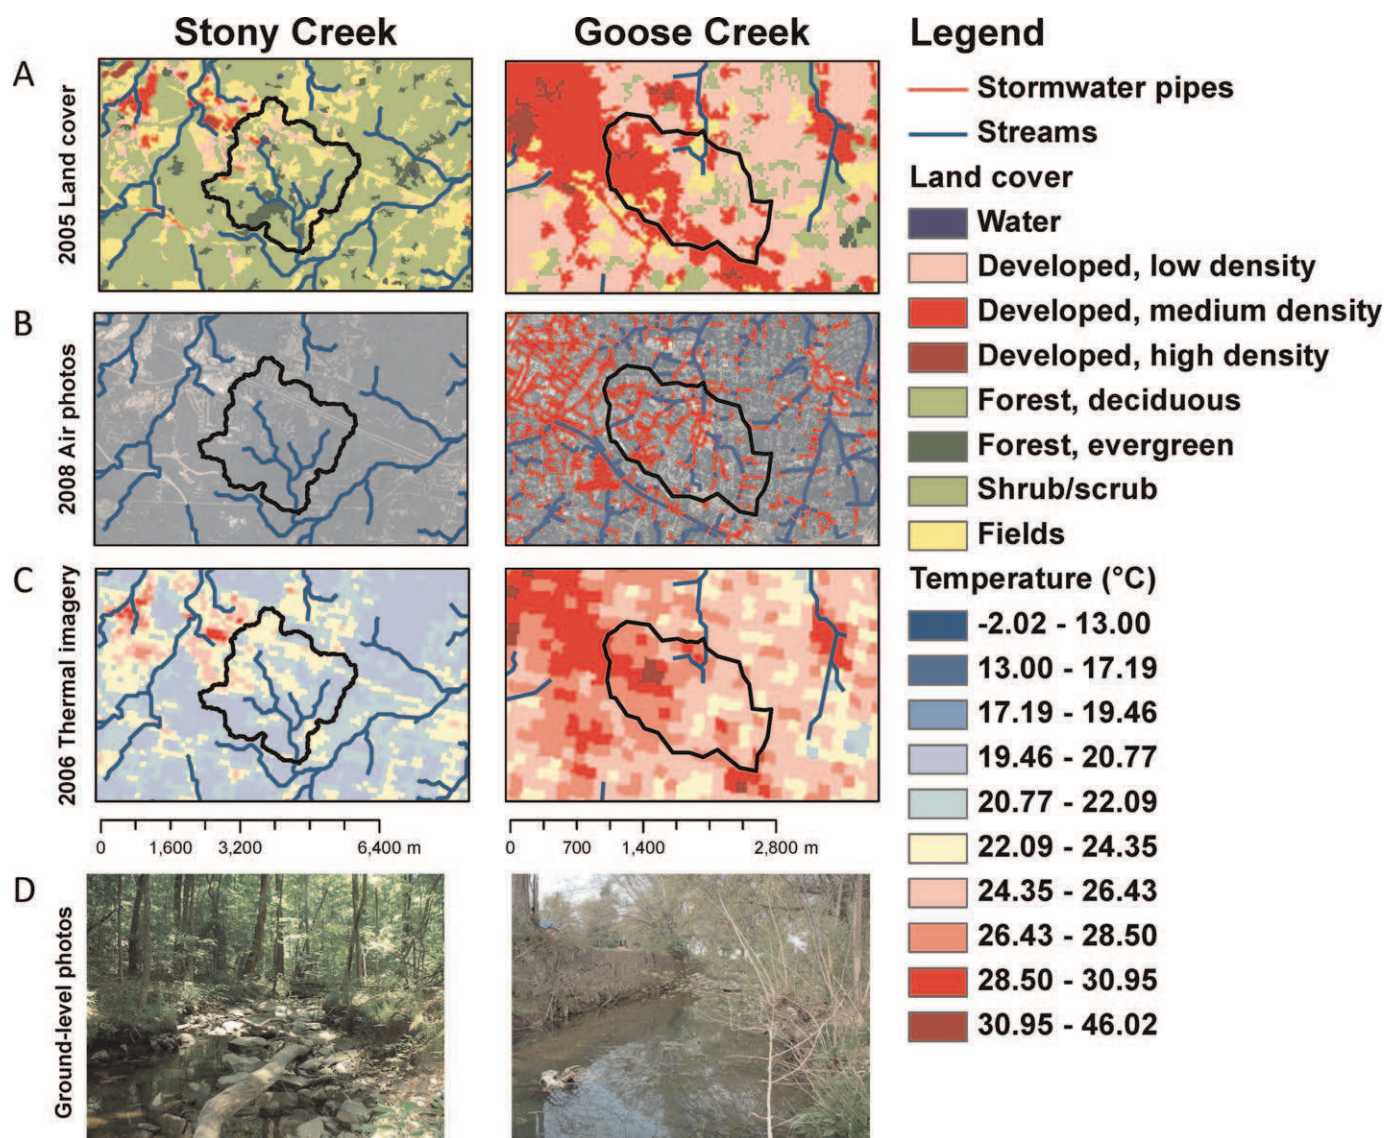 Stony Creek
Goose Creek
Legend
A
2005 Land cover
Stormwater pipes
Streams
Land cover
Water
Developed, low density
Developed, medium density
Developed, high density
Forest, deciduous
Forest, evergreen
Shrub/scrub
Fields
B
2008 Air photos
C
2006 Thermal imagery
Temperature (°C)
-2.02 - 13.00
13.00 - 17.19
17.19 - 19.46
19.46 - 20.77
20.77 - 22.09
22.09 - 24.35
24.35 - 26.43
26.43 - 28.50
28.50 - 30.95
30.95 - 46.02
0 1,600 3,200 6,400 m
0 700 1,400 2,800 m
D
Ground-level photos